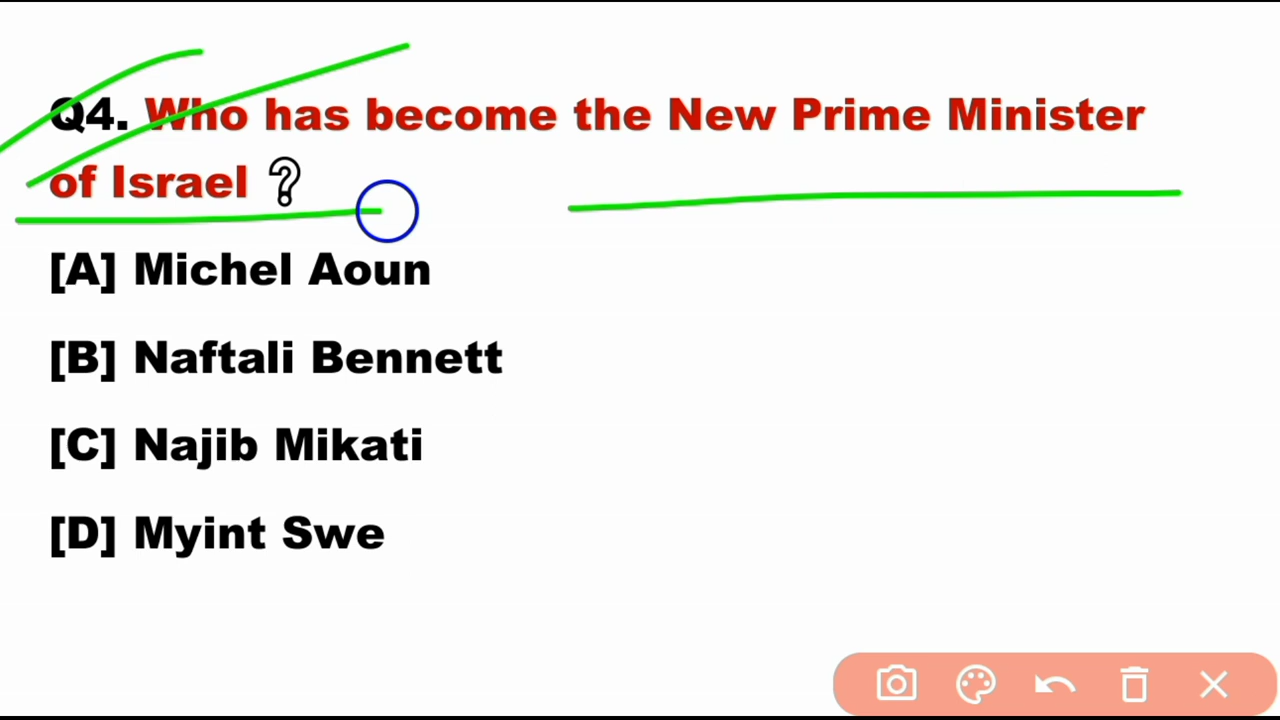 Q4. Who has become the New Prime Minister
of Israel ?
[A] Michel Aoun
[B] Naftali Bennett
[C] Najib Mikati
[D] Myint Swe